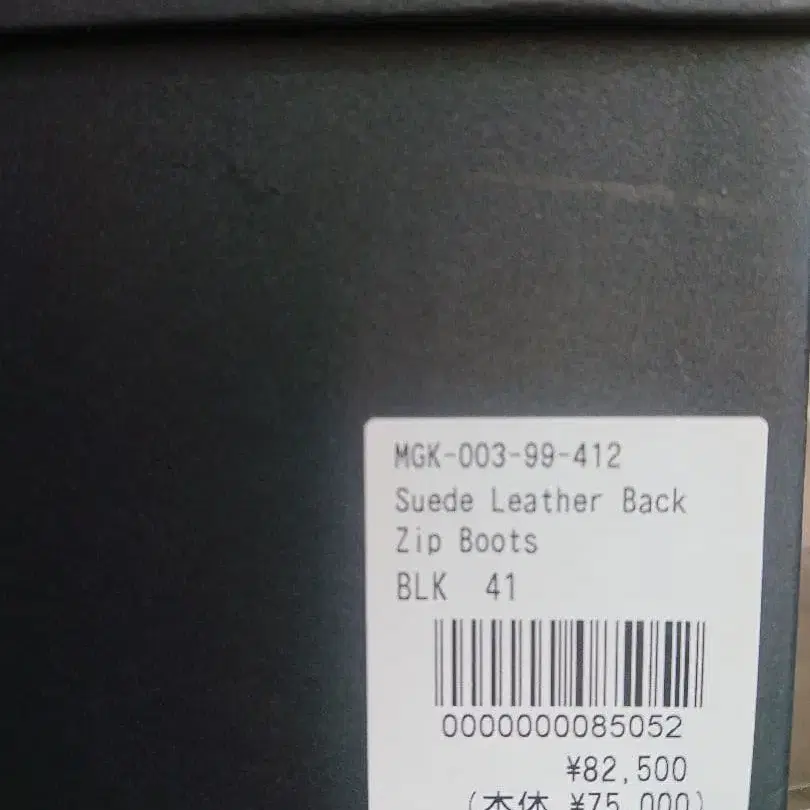 MGK-003-99-412
Suede Leather Back
Zip Boots
BLK 41
0000000085052
¥82,500
(本体 ¥75,000)